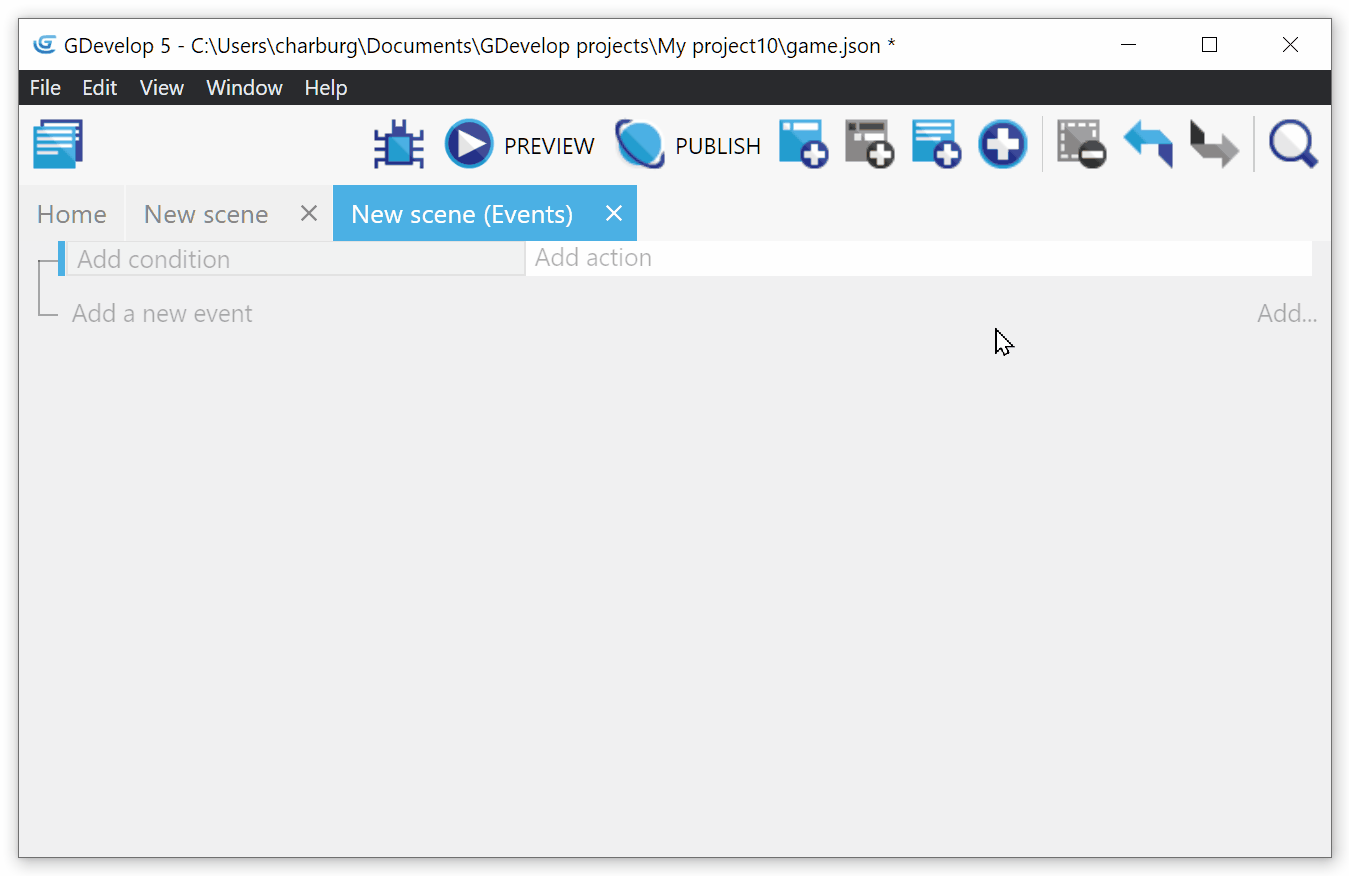 GDevelop 5 - C:\Users\charburg\Documents\GDevelop projects\My project10\game.json *
File Edit View Window Help
PREVIEW PUBLISH
Home New scene New scene (Events)
Add condition Add action
Add a new event Add...